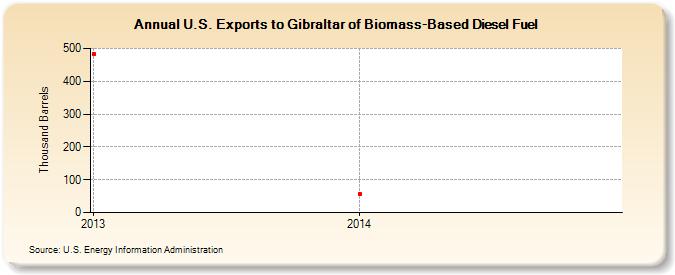 Annual U.S. Exports to Gibraltar of Biomass-Based Diesel Fuel
Thousand Barrels
500
400
300
200
100
0
2013 2014
Source: U.S. Energy Information Administration